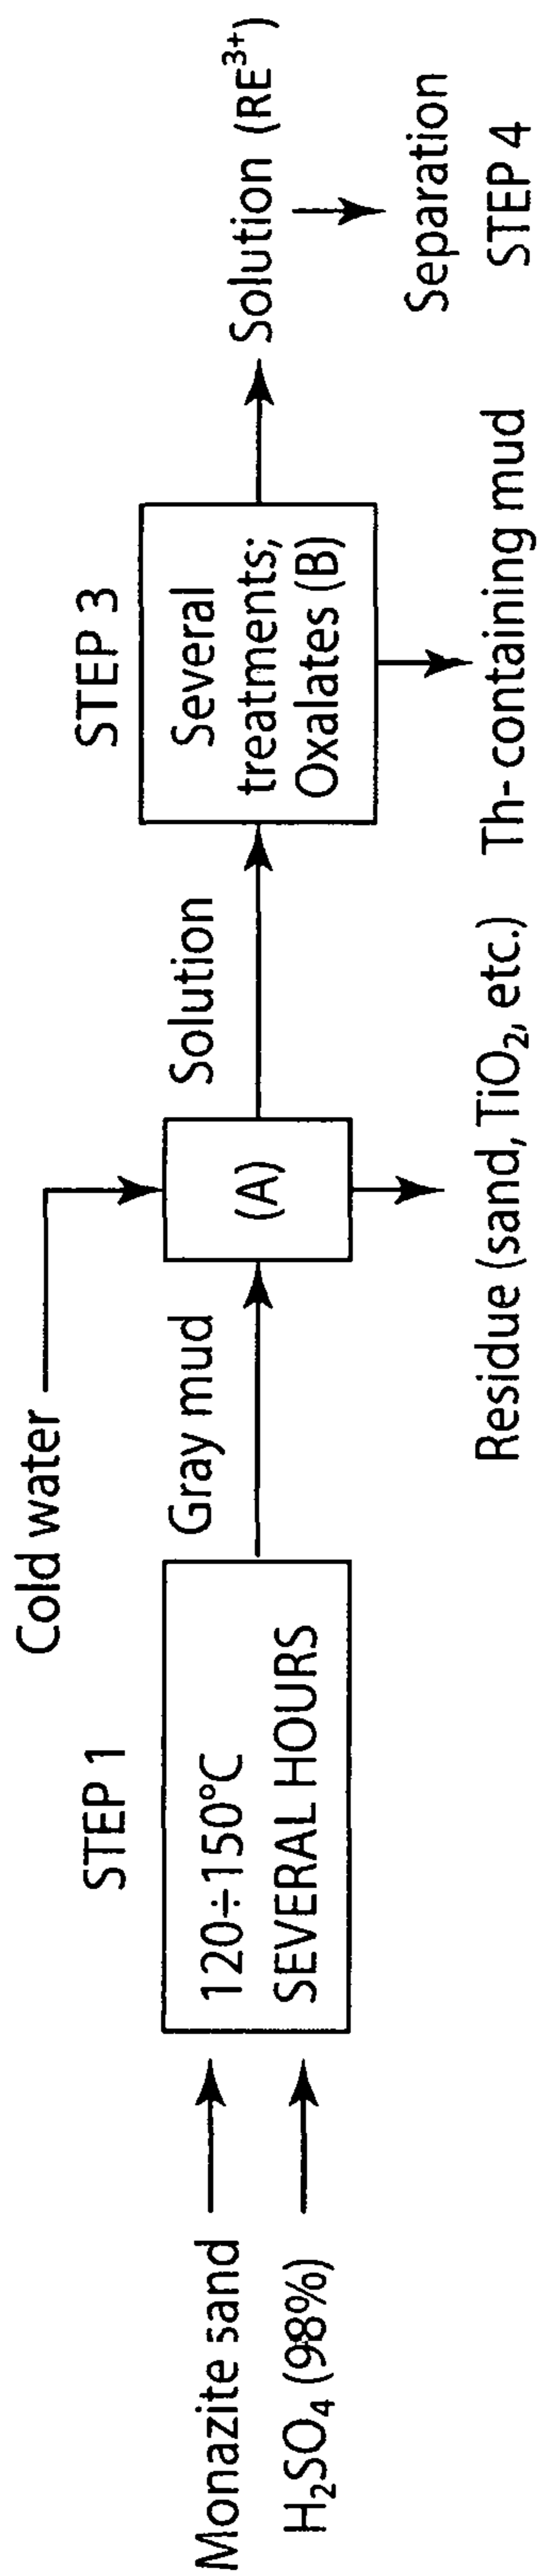 Monazite sand
H₂SO₄ (98%)
STEP 1
120÷150°C
SEVERAL HOURS
Gray mud
Cold water
(A)
Residue (sand, TiO₂, etc.)
Solution
STEP 3
Several
treatments;
Oxalates (B)
Th- containing mud
Solution (RE³⁺)
Separation
STEP 4